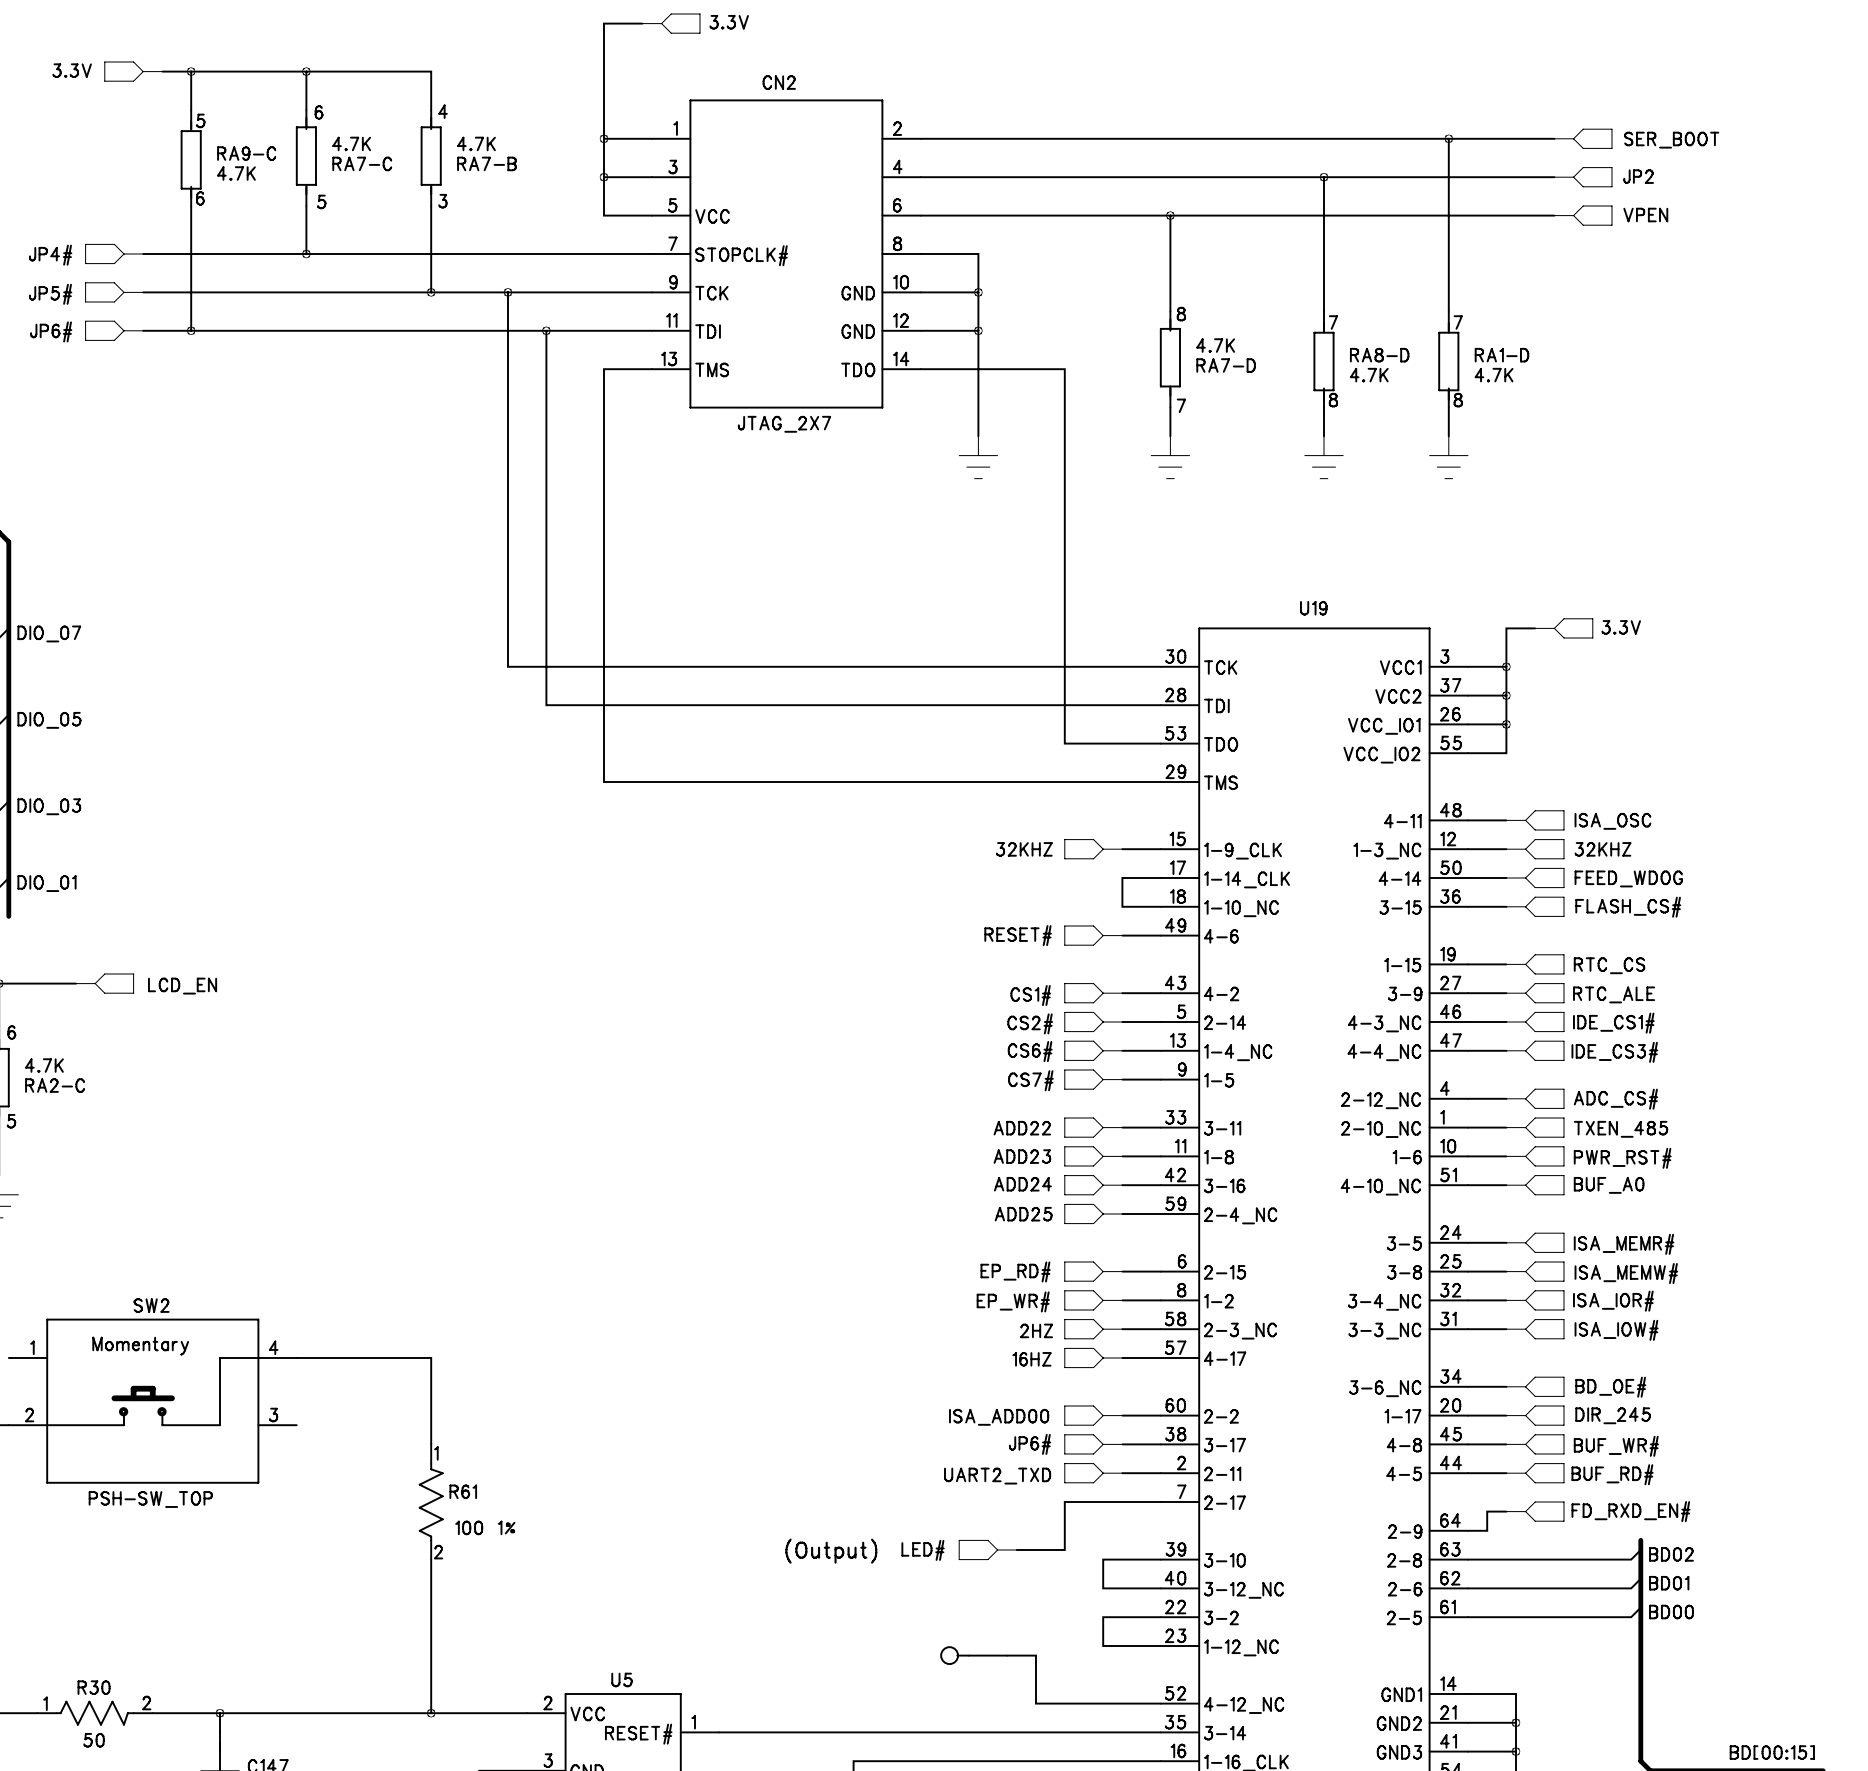 3.3V
3.3V
CN2
5
RA9-C
4.7K
6
6
4.7K
RA7-C
5
4
4.7K
RA7-B
3
1
3
5 VCC
7 STOPCLK#
9 TCK
11 TDI
13 TMS
2
4
6
8
GND 10
GND 12
TDO 14
JTAG_2X7
JP4#
JP5#
JP6#
SER_BOOT
JP2
VPEN
8
4.7K
RA7-D
7
7
RA8-D
4.7K
8
7
RA1-D
4.7K
8
DIO_07
DIO_05
DIO_03
DIO_01
LCD_EN
6
4.7K
RA2-C
5
U19
3.3V
30 TCK
28 TDI
53 TDO
29 TMS
32KHZ 15 1-9_CLK
17 1-14_CLK
18 1-10_NC
RESET# 49 4-6
CS1# 43 4-2
CS2# 5 2-14
CS6# 13 1-4_NC
CS7# 9 1-5
ADD22 33 3-11
ADD23 11 1-8
ADD24 42 3-16
ADD25 59 2-4_NC
EP_RD# 6 2-15
EP_WR# 8 1-2
2HZ 58 2-3_NC
16HZ 57 4-17
ISA_ADD00 60 2-2
JP6# 38 3-17
UART2_TXD 2 2-11
7 2-17
(Output) LED#
39 3-10
40 3-12_NC
22 3-2
23 1-12_NC
52 4-12_NC
35 3-14
16 1-16_CLK
VCC1 3
VCC2 37
VCC_IO1 26
VCC_IO2 55
4-11 48 ISA_OSC
1-3_NC 12 32KHZ
4-14 50 FEED_WDOG
3-15 36 FLASH_CS#
1-15 19 RTC_CS
3-9 27 RTC_ALE
4-3_NC 46 IDE_CS1#
4-4_NC 47 IDE_CS3#
2-12_NC 4 ADC_CS#
2-10_NC 1 TXEN_485
1-6 10 PWR_RST#
4-10_NC 51 BUF_A0
3-5 24 ISA_MEMR#
3-8 25 ISA_MEMW#
3-4_NC 32 ISA_IOR#
3-3_NC 31 ISA_IOW#
3-6_NC 34 BD_OE#
1-17 20 DIR_245
4-8 45 BUF_WR#
4-5 44 BUF_RD#
FD_RXD_EN#
2-9 64
2-8 63 BD02
2-6 62 BD01
2-5 61 BD00
GND1 14
GND2 21
GND3 41
54
BD[00:15]
SW2
Momentary
1
2
4
3
PSH-SW_TOP
1
R61
100 1%
2
R30
1 2
50
C147
U5
2 VCC
RESET# 1
3 GND